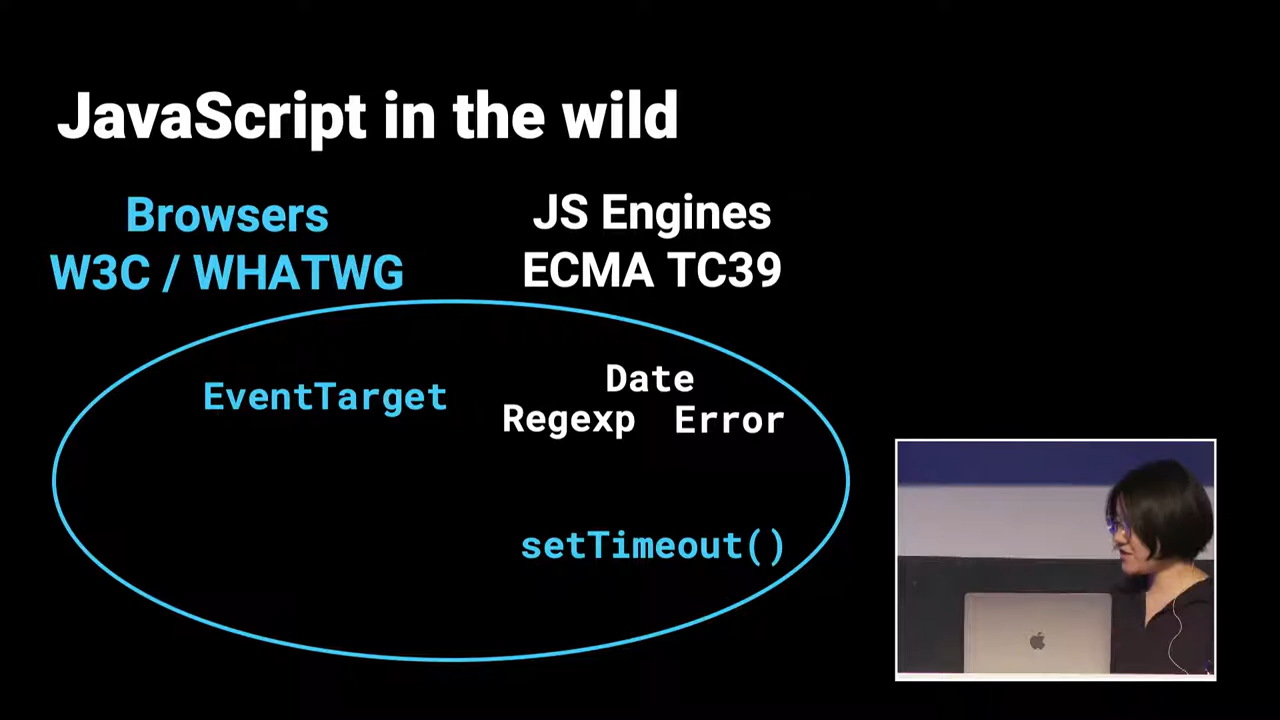 JavaScript in the wild
Browsers
W3C / WHATWG
JS Engines
ECMA TC39
EventTarget
Date
Regexp Error
setTimeout()